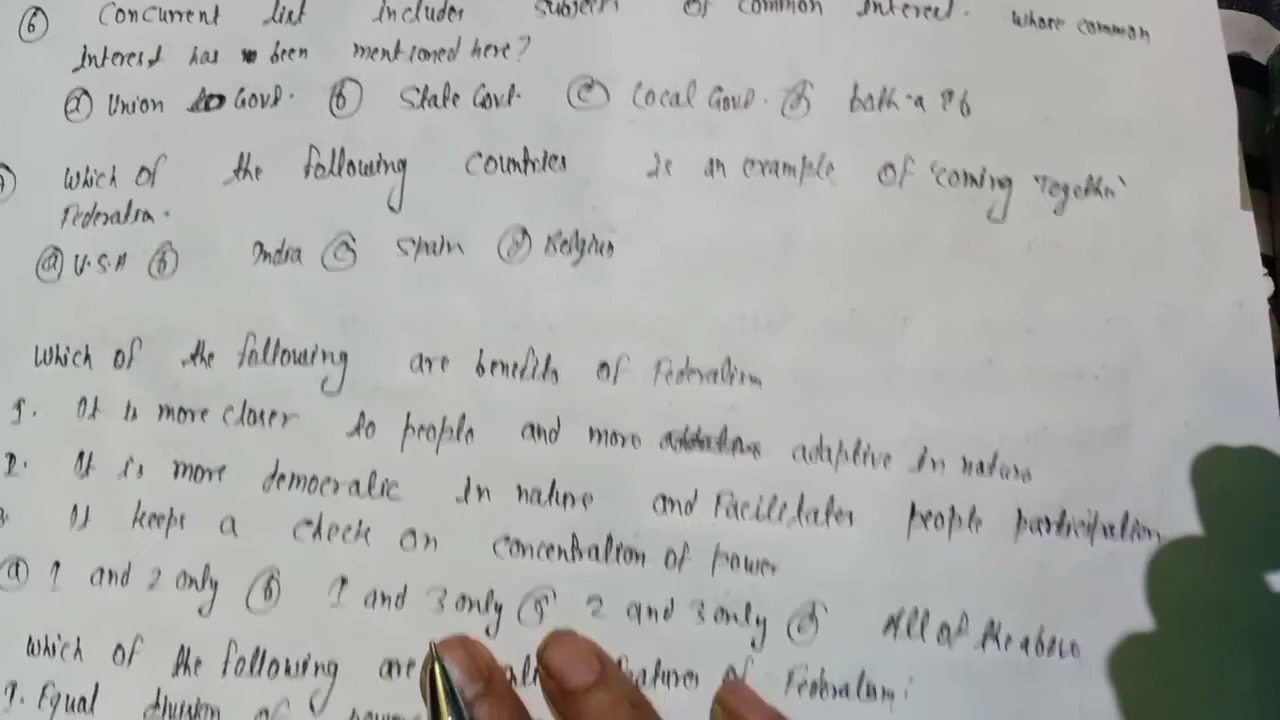 ⑥ Concurrent list includes subjects of common interest. Whose common
Interest has been mentioned here?
ⓐ Union Govt. ⓑ State Govt. ⓒ Local Govt. ⓓ both a & b
Which of the following countries is an example of 'coming Together'
Federalism.
ⓐ U.S.A ⓑ India ⓒ Spain ⓓ Belgium
Which of the following are benefits of Federalism
1. It is more closer to people and more adaptive in nature
2. It is more democratic in nature and Facilitates people participation
3. It keeps a check on concentration of power
ⓐ 1 and 2 only ⓑ 1 and 3 only ⓒ 2 and 3 only ⓓ All of the above
Which of the following are of Federalism:
1. Equal division of